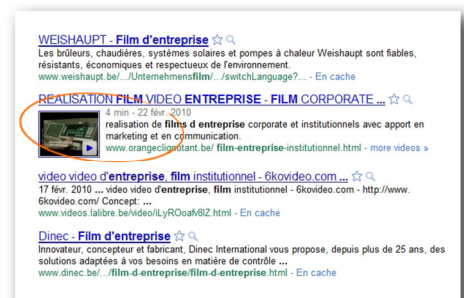 WEISHAUPT - Film d'entreprise
Les brûleurs, chaudières, systèmes solaires et pompes à chaleur Weishaupt sont fiables,
résistants, économiques et respectueux de l'environnement.
www.weishaupt.be/.../Unternehmensfilm/.../switchLanguage?... - En cache
REALISATION FILM VIDEO ENTREPRISE - FILM CORPORATE ...
4 min - 22 févr. 2010
realisation de films d entreprise corporate et institutionnels avec apport en
marketing et en communication.
www.orangeclignotant.be/ film-entreprise-institutionnel.html - more videos »
video video d'entreprise, film institutionnel - 6kovideo.com ...
17 févr. 2010 ... video video d'entreprise, film institutionnel - 6kovideo.com - http://www.
6kovideo.com/ Concept: ...
www.videos.lalibre.be/video/iLyROoafv8IZ.html - En cache
Dinec - Film d'entreprise
Innovateur, concepteur et fabricant, Dinec International vous propose, depuis plus de 25 ans, des
solutions adaptées à vos besoins en matière de contrôle ...
www.dinec.be/.../film-d-entreprise/film-d-entreprise.html - En cache